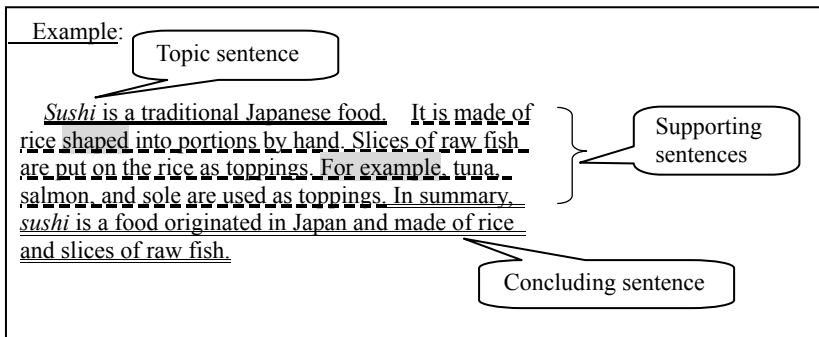 Example:
Topic sentence
Sushi is a traditional Japanese food. It is made of
rice shaped into portions by hand. Slices of raw fish
are put on the rice as toppings. For example, tuna,
salmon, and sole are used as toppings. In summary,
sushi is a food originated in Japan and made of rice
and slices of raw fish.
Supporting
sentences
Concluding sentence